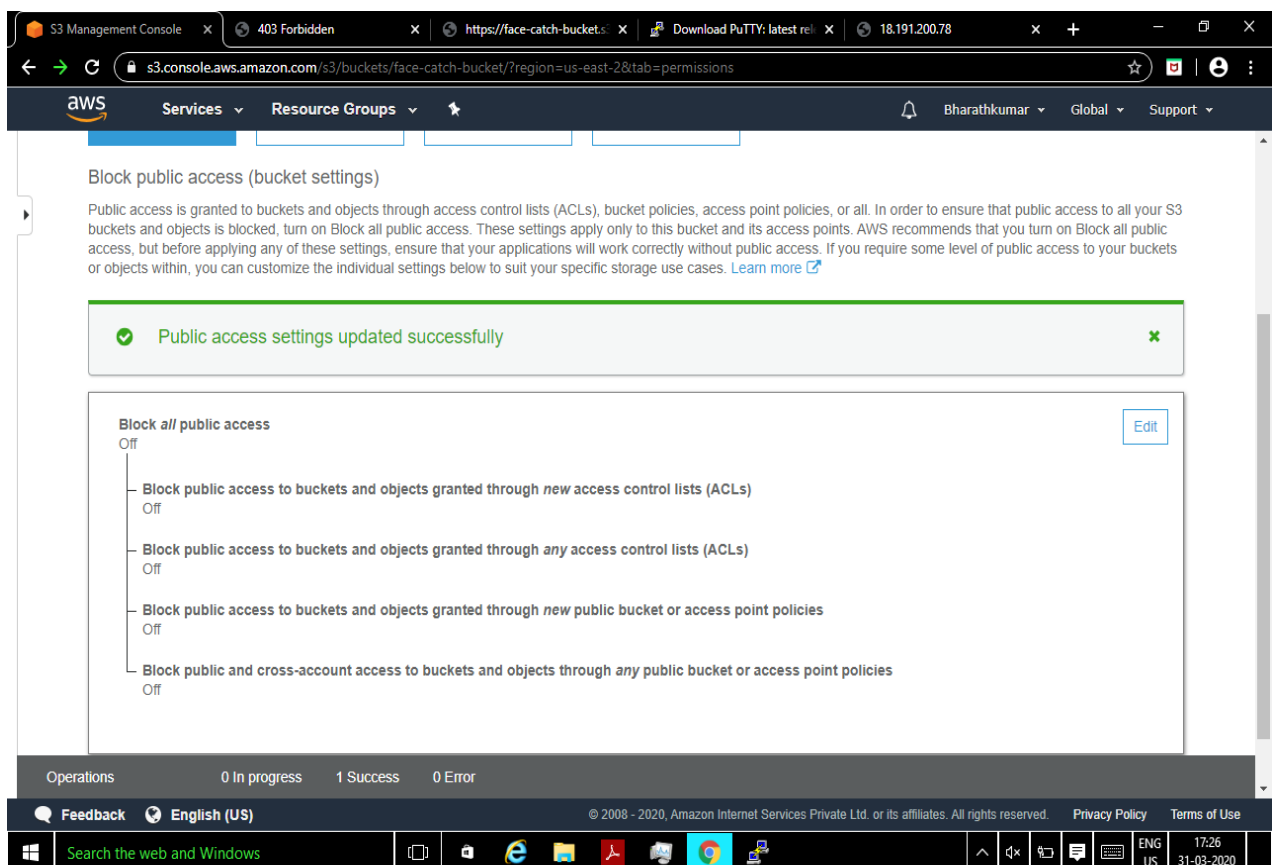 S3 Management Console
403 Forbidden
https://face-catch-bucket.s
Download PuTTY: latest rel
18.191.200.78
s3.console.aws.amazon.com/s3/buckets/face-catch-bucket/?region=us-east-2&tab=permissions
aws Services Resource Groups Bharathkumar Global Support
Block public access (bucket settings)
Public access is granted to buckets and objects through access control lists (ACLs), bucket policies, access point policies, or all. In order to ensure that public access to all your S3
buckets and objects is blocked, turn on Block all public access. These settings apply only to this bucket and its access points. AWS recommends that you turn on Block all public
access, but before applying any of these settings, ensure that your applications will work correctly without public access. If you require some level of public access to your buckets
or objects within, you can customize the individual settings below to suit your specific storage use cases. Learn more
Public access settings updated successfully
Block all public access
Edit
Off
Block public access to buckets and objects granted through new access control lists (ACLs)
Off
Block public access to buckets and objects granted through any access control lists (ACLs)
Off
Block public access to buckets and objects granted through new public bucket or access point policies
Off
Block public and cross-account access to buckets and objects through any public bucket or access point policies
Off
Operations 0 In progress 1 Success 0 Error
Feedback English (US) © 2008 - 2020, Amazon Internet Services Private Ltd. or its affiliates. All rights reserved. Privacy Policy Terms of Use
Search the web and Windows
ENG
US
17:26
31-03-2020